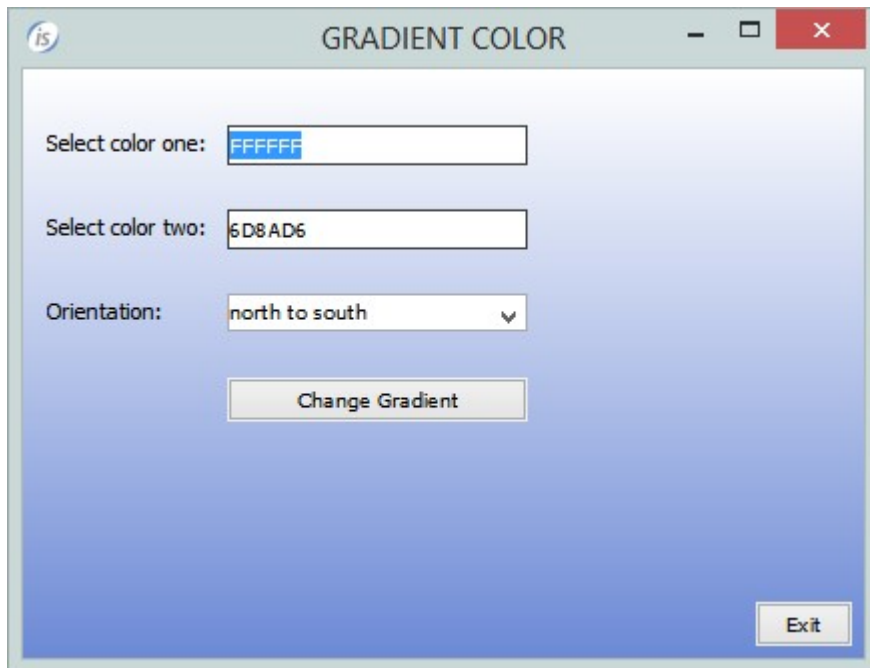 is
GRADIENT COLOR
Select color one: FFFFFF
Select color two: 6D8AD6
Orientation: north to south
Change Gradient
Exit